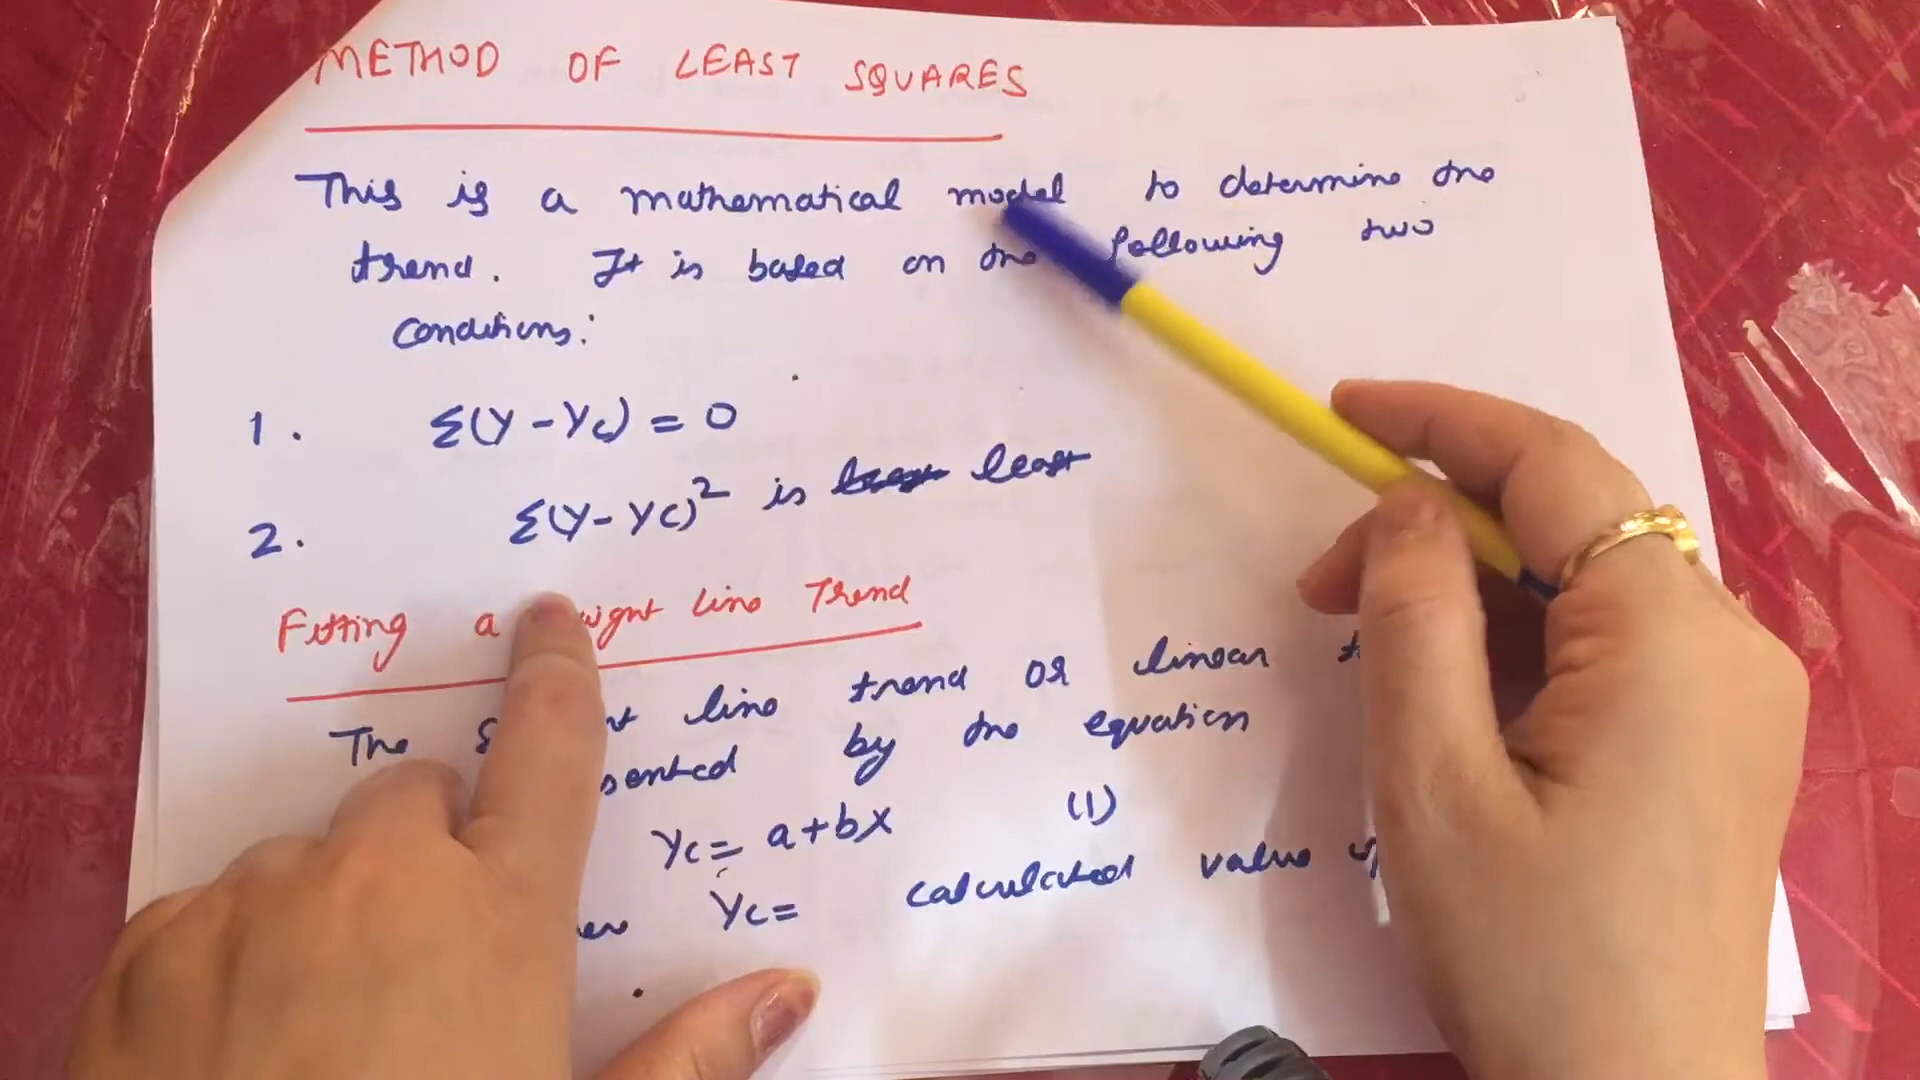 METHOD OF LEAST SQUARES
This is a mathematical model to determine the
trend. It is based on the following two
Conditions:
1. Σ(Y-Yc) = 0
2. Σ(Y-YC)² is least
Fitting a Line Trend
The line trend or linear
by the equation
Yc = a+bX (1)
Yc = calculated value of